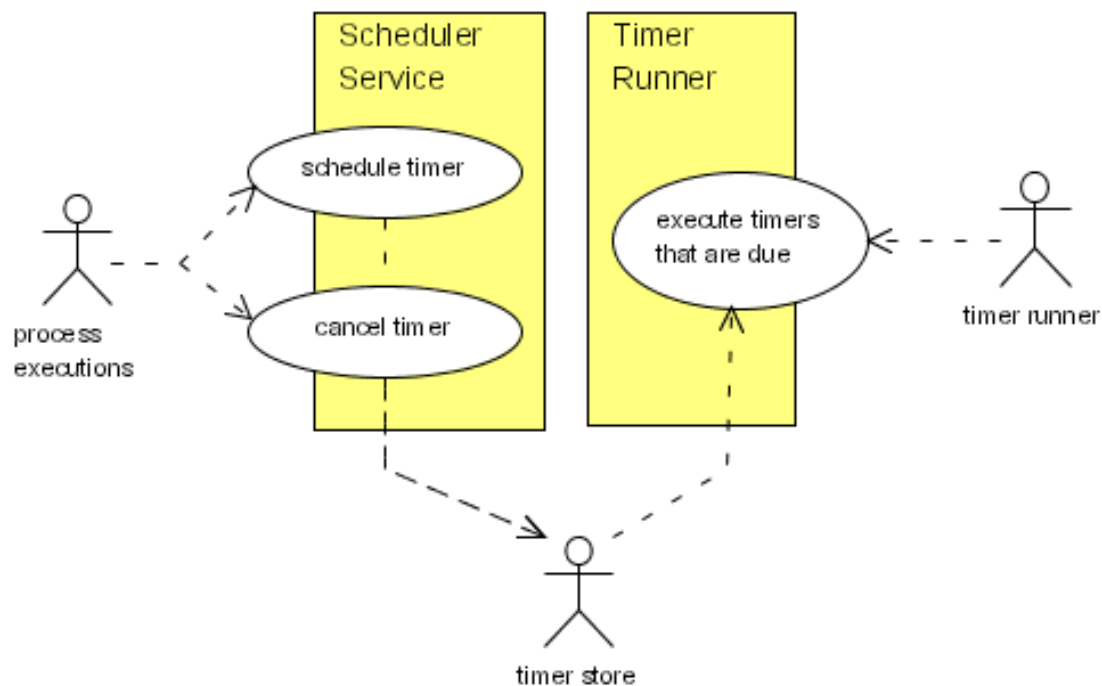 Scheduler
Service
Timer
Runner
schedule timer
execute timers
that are due
cancel timer
process
executions
timer runner
timer store